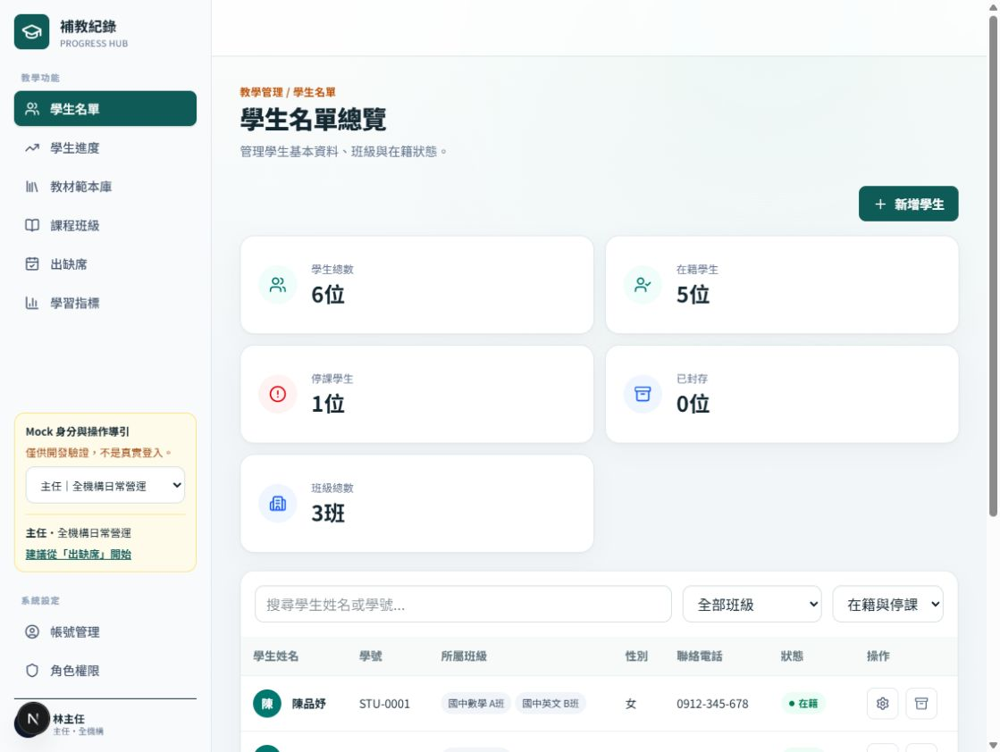 補教紀錄
PROGRESS HUB
教學功能
學生名單
學生進度
教材範本庫
課程班級
出缺席
學習指標
Mock 身分與操作導引
僅供開發驗證，不是真實登入。
主任｜全機構日常營運
主任・全機構日常營運
建議從「出缺席」開始
系統設定
帳號管理
角色權限
N
林主任
主任・全機構
教學管理 / 學生名單
學生名單總覽
管理學生基本資料、班級與在籍狀態。
＋ 新增學生
學生總數
6位
在籍學生
5位
停課學生
1位
已封存
0位
班級總數
3班
搜尋學生姓名或學號... 全部班級 在籍與停課
學生姓名 學號 所屬班級 性別 聯絡電話 狀態 操作
陳 陳品妤 STU-0001 國中數學 A班 國中英文 B班 女 0912-345-678 在籍